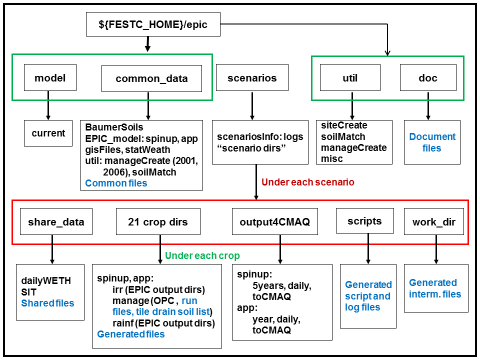 ${FESTC_HOME}/epic
model
common_data
scenarios
util
doc
current
BaumerSoils
EPIC_model: spinup, app
gisFiles, statWeath
util: manageCreate (2001,
2006), soilMatch
Common files
scenariosInfo: logs
“scenario dirs”
siteCreate
soilMatch
manageCreate
misc
Document
files
Under each scenario
share_data
21 crop dirs
output4CMAQ
scripts
work_dir
Under each crop
dailyWETH
SIT
Shared files
spinup, app:
irr (EPIC output dirs)
manage(OPC, run
files, tile drain soil list)
rainf (EPIC output dirs)
Generated files
spinup:
5years, daily,
toCMAQ
app:
year, daily,
toCMAQ
Generated
script and
log files
Generated
interm. files